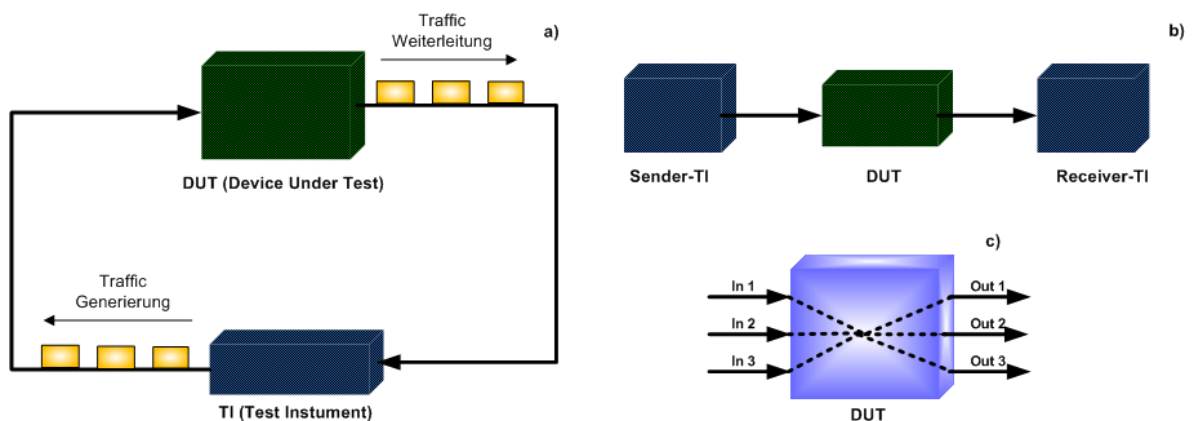 Traffic
Weiterleitung
a)
DUT (Device Under Test)
Traffic
Generierung
TI (Test Instument)
b)
Sender-TI
DUT
Receiver-TI
c)
In 1
Out 1
In 2
Out 2
In 3
Out 3
DUT